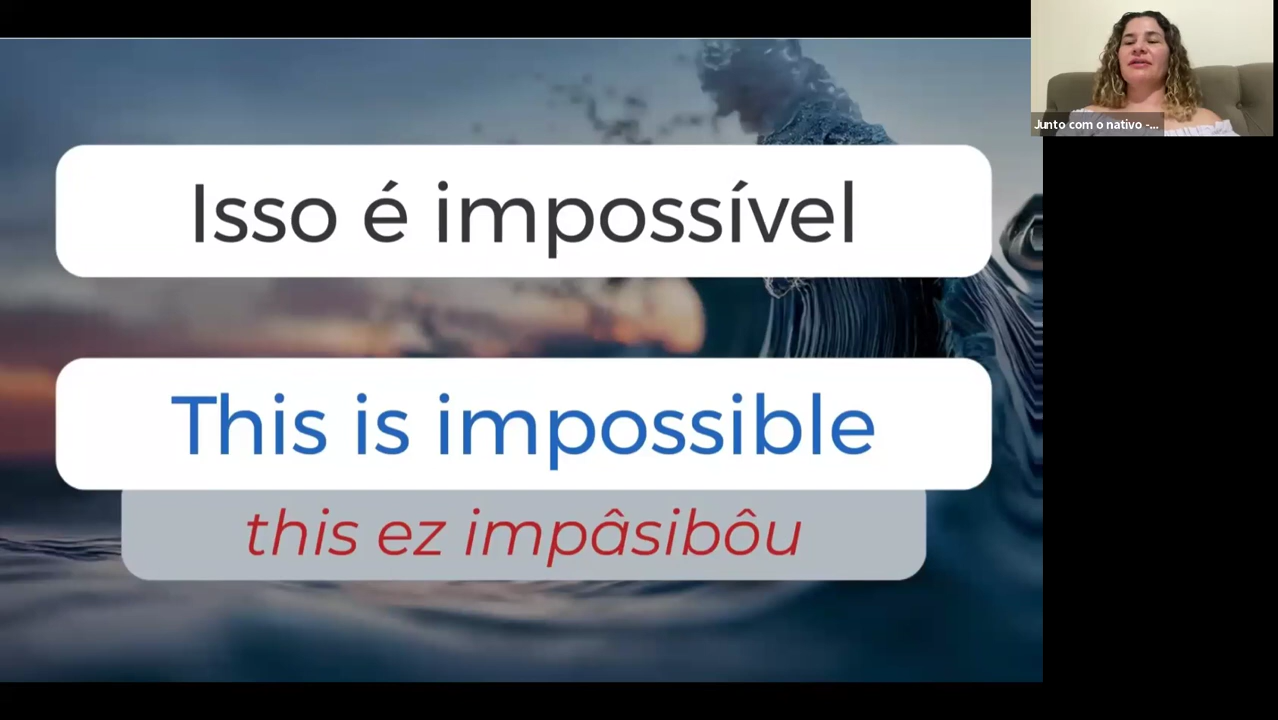 Isso é impossível
This is impossible
this ez impâsibôu
Junto com o nativo -...